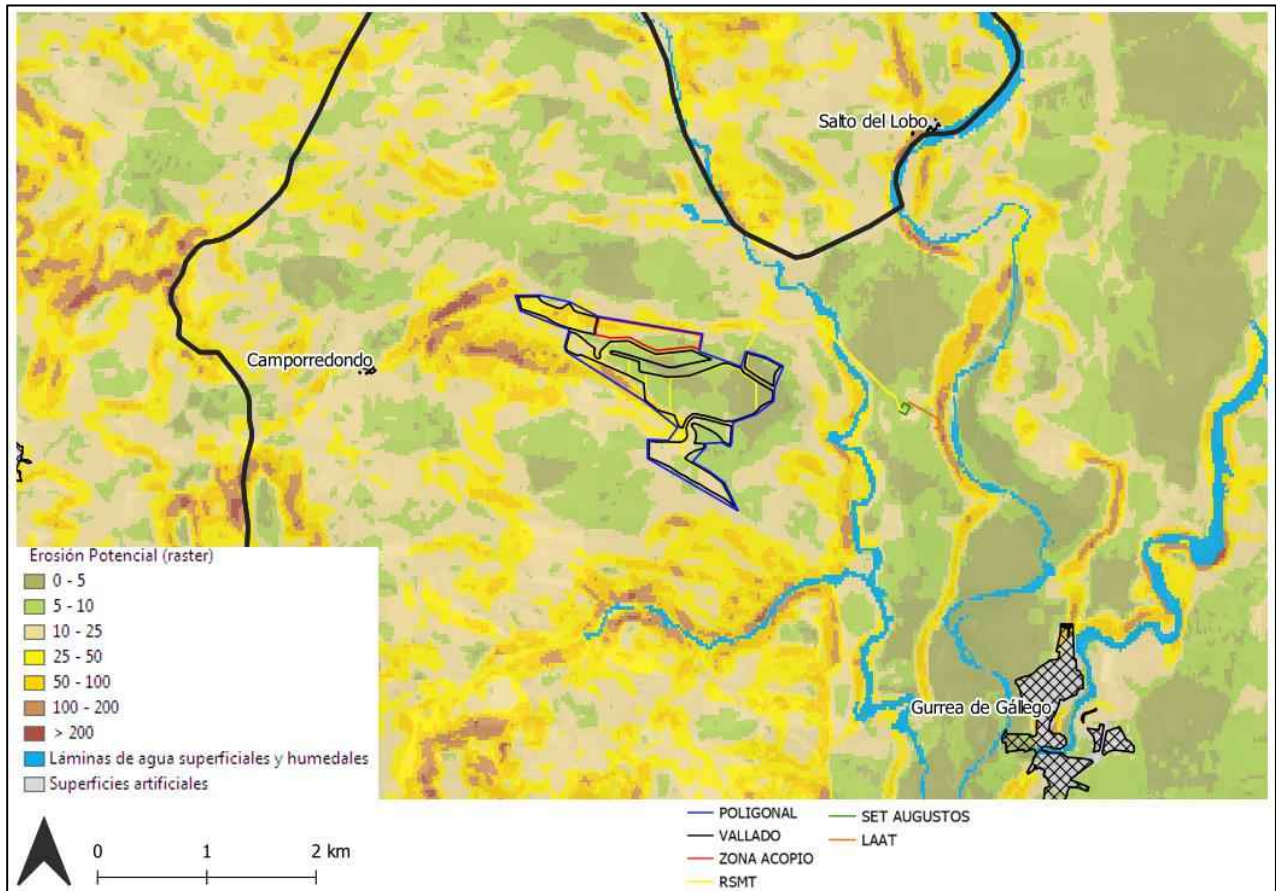 Salto del Lobo
Camporredondo
Gurrea de Gállego
Erosión Potencial (raster)
0 - 5
5 - 10
10 - 25
25 - 50
50 - 100
100 - 200
> 200
Láminas de agua superficiales y humedales
Superficies artificiales
0 1 2 km
POLIGONAL
VALLADO
ZONA ACOPIO
RSMT
SET AUGUSTOS
LAAT